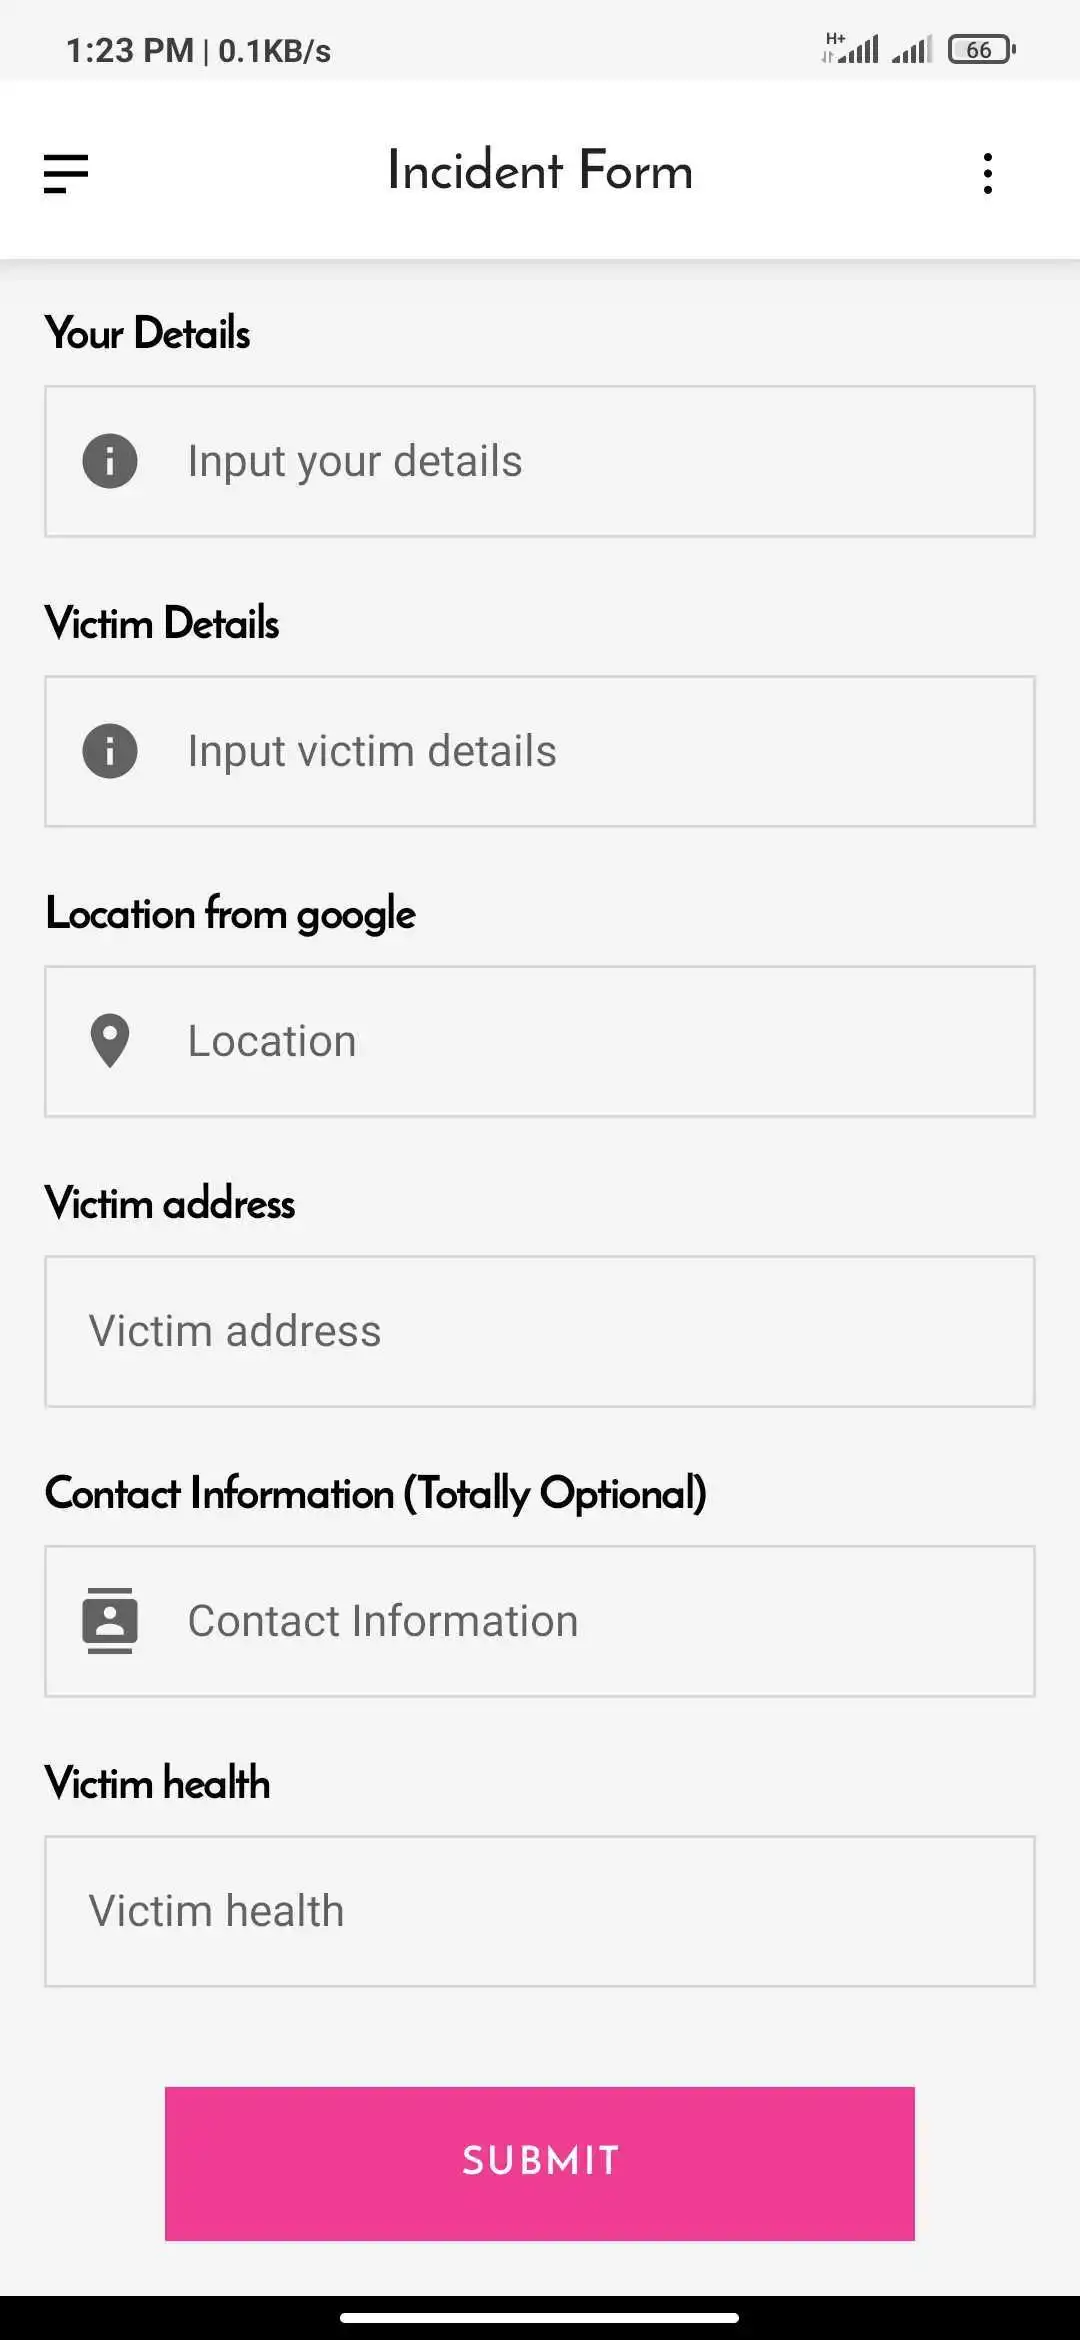 1:23 PM | 0.1KB/s H+ 66
Incident Form
Your Details
Input your details
Victim Details
Input victim details
Location from google
Location
Victim address
Victim address
Contact Information (Totally Optional)
Contact Information
Victim health
Victim health
SUBMIT